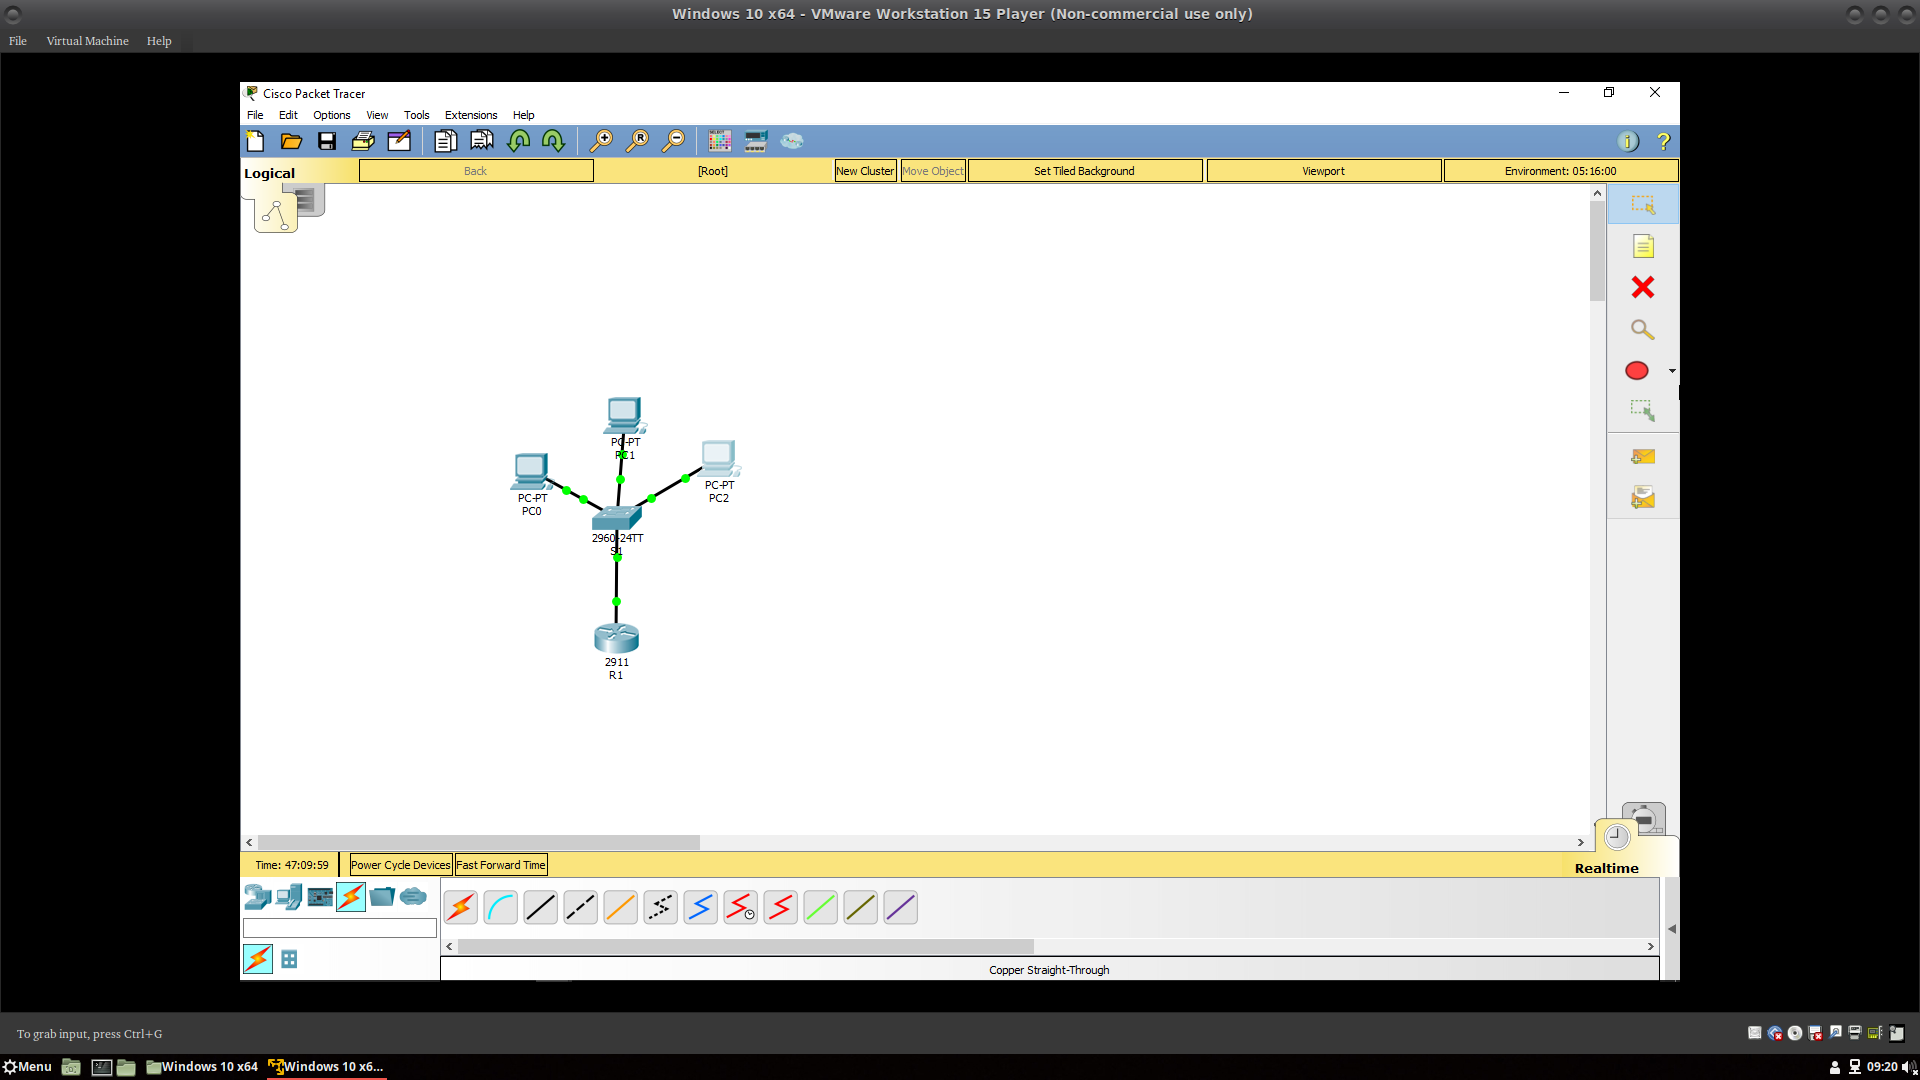 Windows 10 x64 - VMware Workstation 15 Player (Non-commercial use only)
File Virtual Machine Help
Cisco Packet Tracer
File Edit Options View Tools Extensions Help
Logical Back [Root] New Cluster Move Object Set Tiled Background Viewport Environment: 05:16:00
PC-PT
PC1
PC-PT
PC2
PC-PT
PC0
2960-24TT
S1
2911
R1
Time: 47:09:59 Power Cycle Devices Fast Forward Time Realtime
Copper Straight-Through
To grab input, press Ctrl+G
Menu Windows 10 x64 Windows 10 x6... 09:20